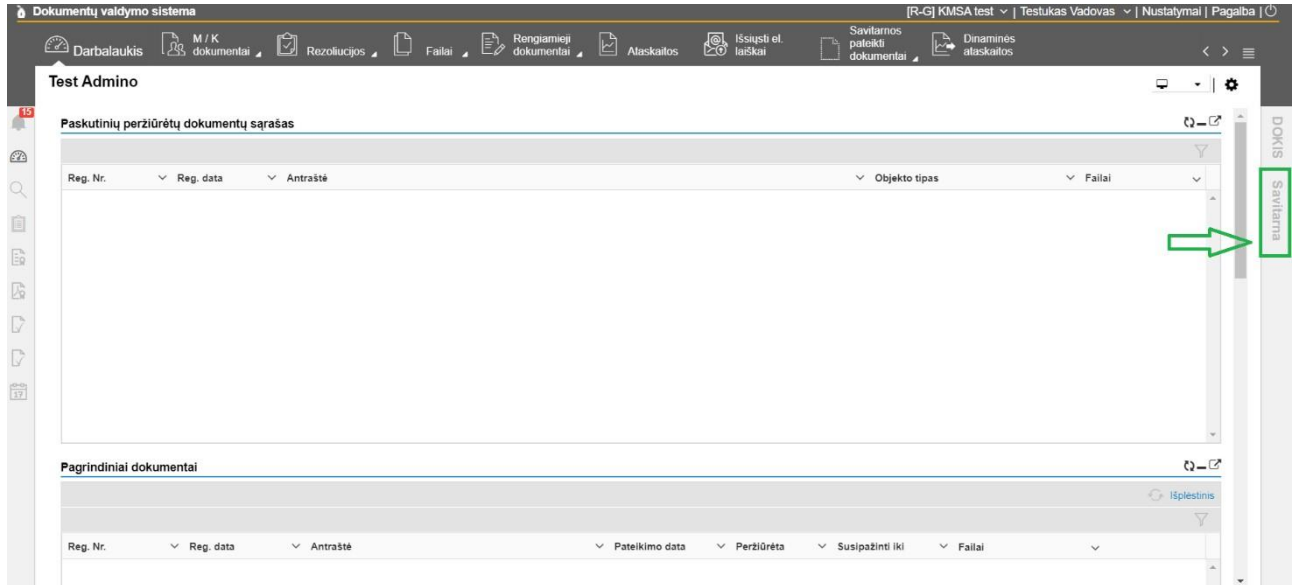 Dokumentų valdymo sistema
[R-G] KMSA test | Testukas Vadovas | Nustatymai | Pagalba |
Darbalaukis
M / K dokumentai
Rezoliucijos
Failai
Rengiamieji dokumentai
Ataskaitos
Išsiųsti el. laiškai
Savitarnos pateikti dokumentai
Dinaminės ataskaitos
Test Admino
15
Paskutinių peržiūrėtų dokumentų sąrašas
Reg. Nr. Reg. data Antraštė Objekto tipas Failai
DOKIS
Savitarna
17
Pagrindiniai dokumentai
Išplėstinis
Reg. Nr. Reg. data Antraštė Pateikimo data Peržiūrėta Susipažinti iki Failai